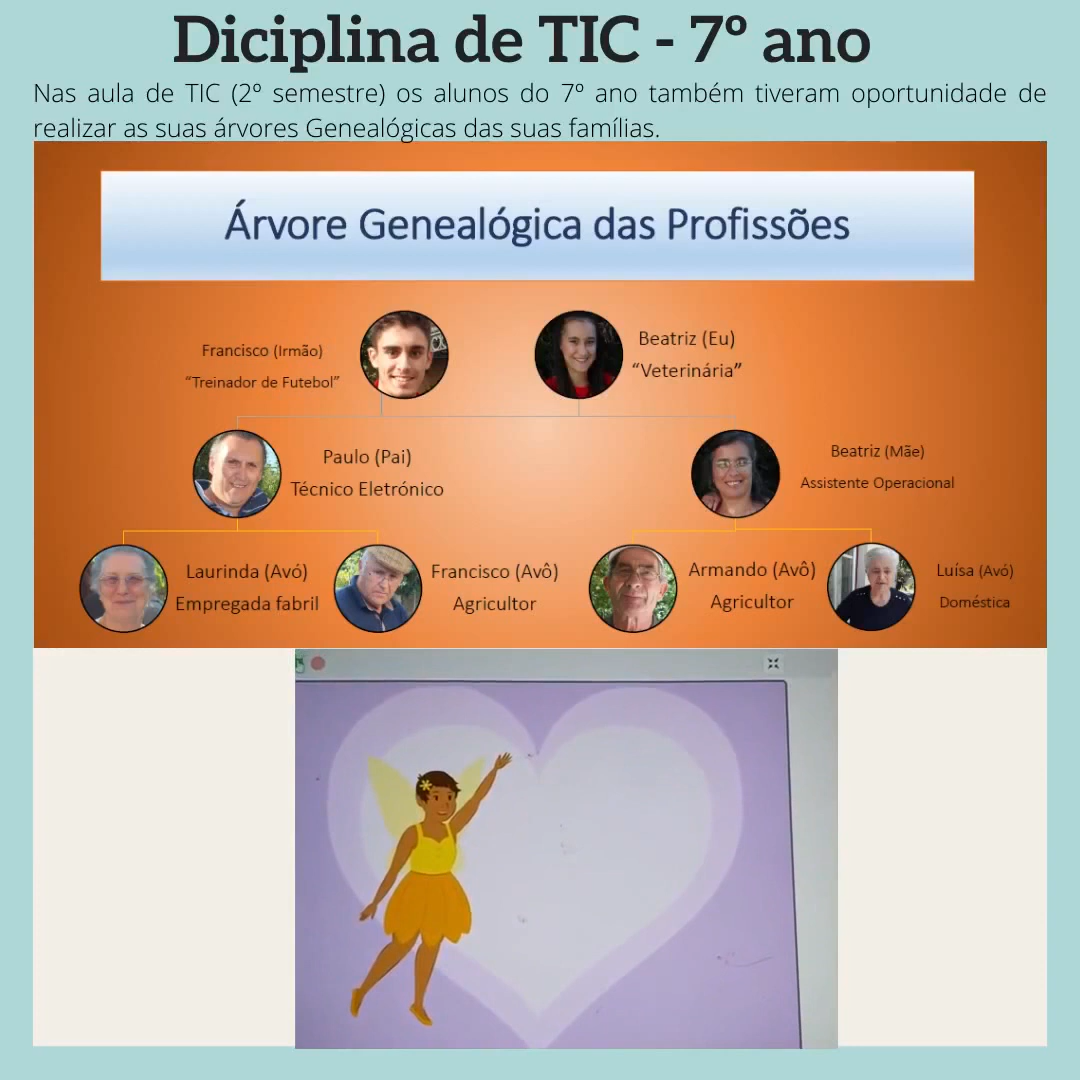 Diciplina de TIC - 7º ano
Nas aula de TIC (2º semestre) os alunos do 7º ano também tiveram oportunidade de
realizar as suas árvores Genealógicas das suas famílias.
Árvore Genealógica das Profissões
Francisco (Irmão)
“Treinador de Futebol”
Beatriz (Eu)
“Veterinária”
Paulo (Pai)
Técnico Eletrónico
Beatriz (Mãe)
Assistente Operacional
Laurinda (Avó)
Empregada fabril
Francisco (Avô)
Agricultor
Armando (Avô)
Agricultor
Luísa (Avó)
Doméstica